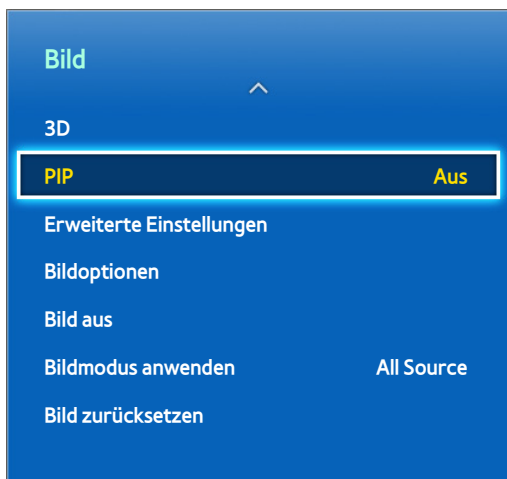 Bild
3D
PIP Aus
Erweiterte Einstellungen
Bildoptionen
Bild aus
Bildmodus anwenden All Source
Bild zurücksetzen